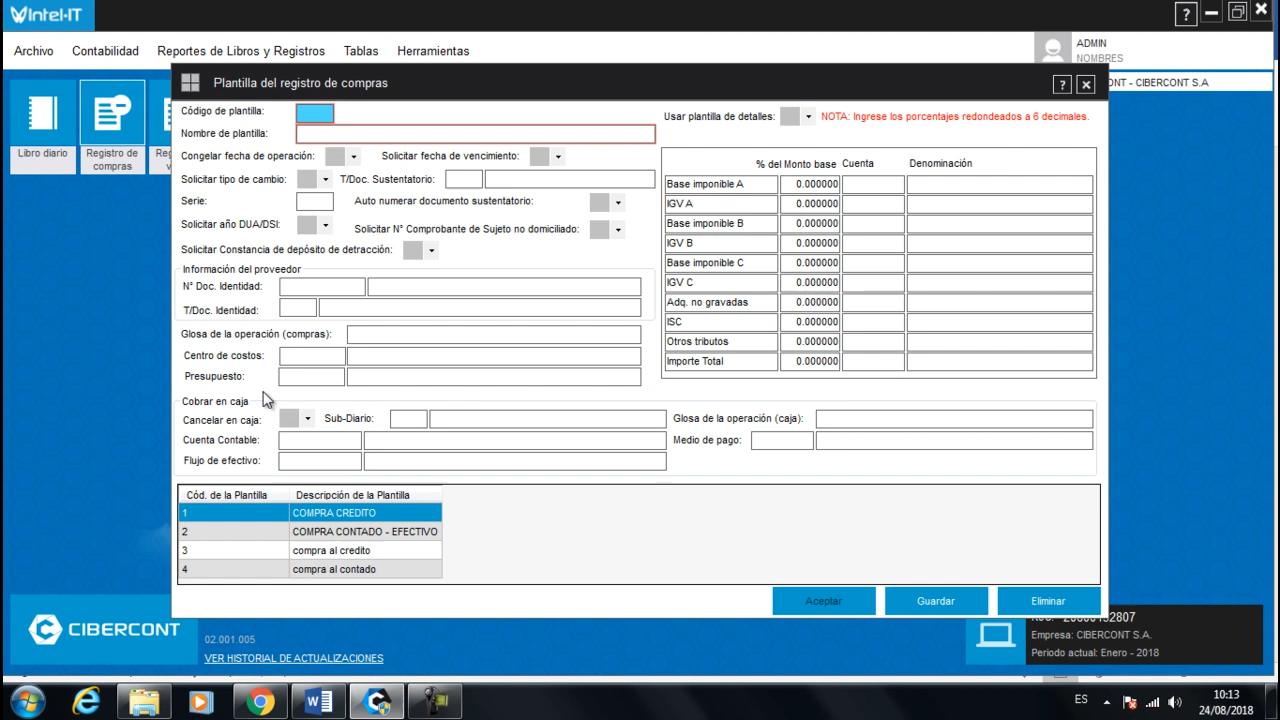 Intel-IT
?
Archivo Contabilidad Reportes de Libros y Registros Tablas Herramientas
ADMIN
NOMBRES
Plantilla del registro de compras
?
CONT - CIBERCONT S.A
Libro diario
Registro de compras
Código de plantilla:
Nombre de plantilla:
Congelar fecha de operación: Solicitar fecha de vencimiento:
Solicitar tipo de cambio: T/Doc. Sustentatorio:
Serie: Auto numerar documento sustentatorio:
Solicitar año DUA/DSI: Solicitar N° Comprobante de Sujeto no domiciliado:
Solicitar Constancia de depósito de detracción:
Información del proveedor
N° Doc. Identidad:
T/Doc. Identidad:
Glosa de la operación (compras):
Centro de costos:
Presupuesto:
Usar plantilla de detalles: NOTA: Ingrese los porcentajes redondeados a 6 decimales.
% del Monto base Cuenta Denominación
Base imponible A 0.000000
IGV A 0.000000
Base imponible B 0.000000
IGV B 0.000000
Base imponible C 0.000000
IGV C 0.000000
Adq. no gravadas 0.000000
ISC 0.000000
Otros tributos 0.000000
Importe Total 0.000000
Cobrar en caja
Cancelar en caja: Sub-Diario: Glosa de la operación (caja):
Cuenta Contable: Medio de pago:
Flujo de efectivo:
Cód. de la Plantilla Descripción de la Plantilla
1 COMPRA CREDITO
2 COMPRA CONTADO - EFECTIVO
3 compra al credito
4 compra al contado
Aceptar Guardar Eliminar
CIBERCONT
02.001.005
VER HISTORIAL DE ACTUALIZACIONES
Empresa: CIBERCONT S.A.
Periodo actual: Enero - 2018
ES
10:13
24/08/2018